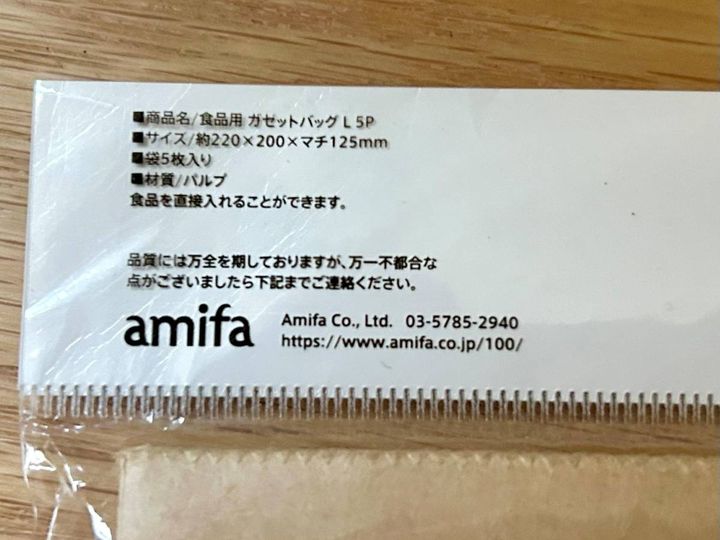 ■商品名/食品用 ガゼットバッグ L 5P
■サイズ/約220×200×マチ125mm
■袋5枚入り
■材質/パルプ
食品を直接入れることができます。
品質には万全を期しておりますが、万一不都合な
点がございましたら下記までご連絡ください。
amifa
Amifa Co., Ltd. 03-5785-2940
https://www.amifa.co.jp/100/